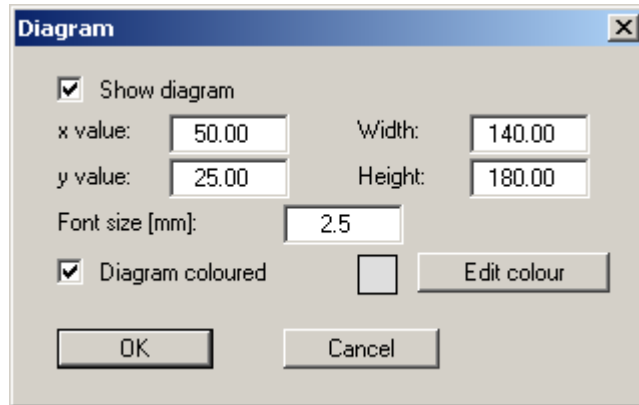 Diagram
Show diagram
x value: 50.00 Width: 140.00
y value: 25.00 Height: 180.00
Font size [mm]: 2.5
Diagram coloured Edit colour
OK Cancel